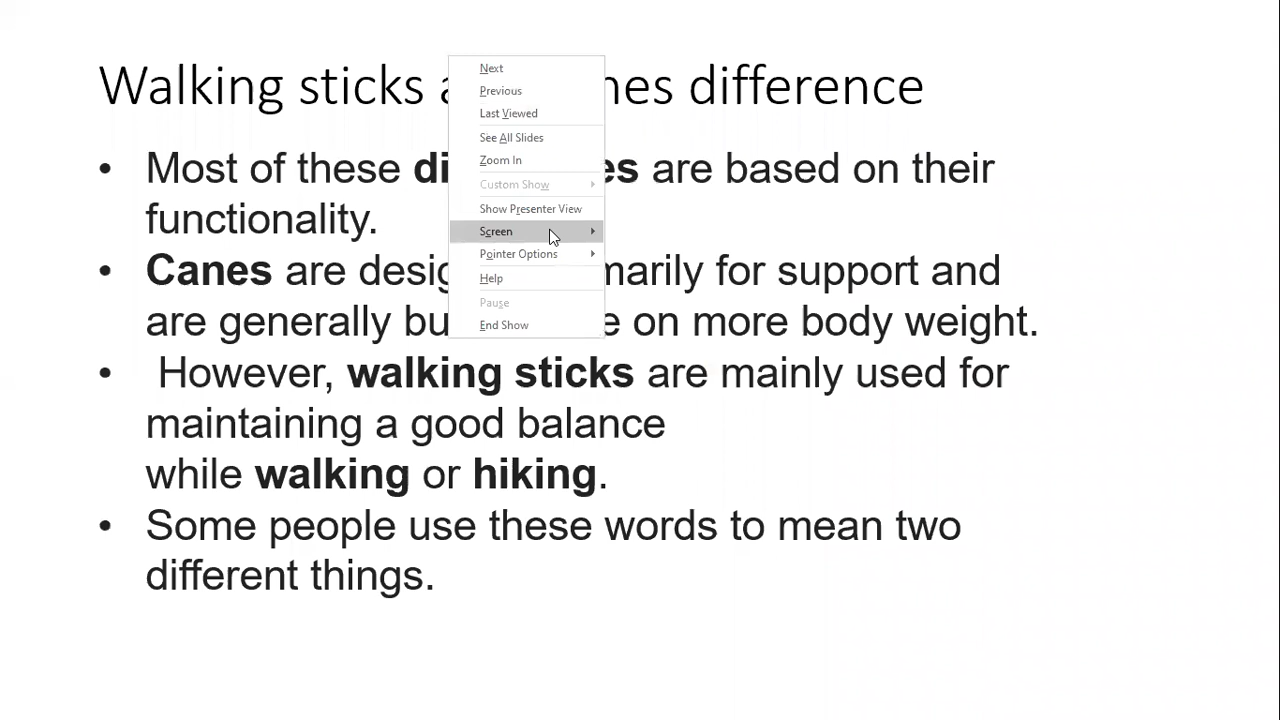 Walking sticks a nes difference
Next
Previous
Last Viewed
See All Slides
Zoom In
Custom Show
Show Presenter View
Screen
Pointer Options
Help
Pause
End Show
• Most of these di es are based on their
functionality.
• Canes are desig marily for support and
are generally bu e on more body weight.
• However, walking sticks are mainly used for
maintaining a good balance
while walking or hiking.
• Some people use these words to mean two
different things.